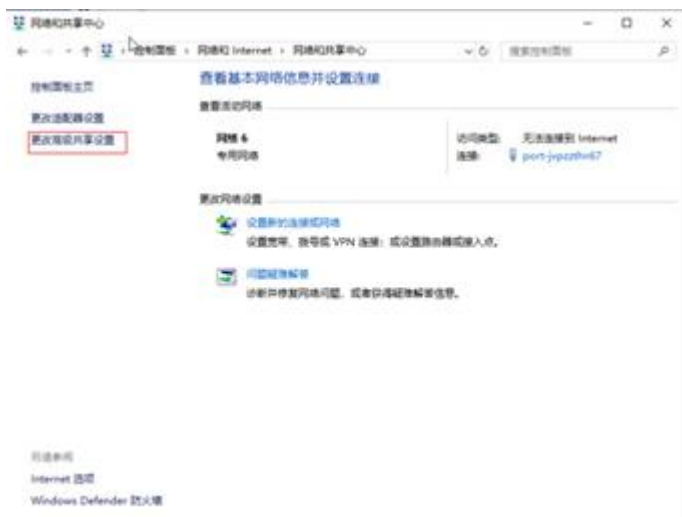 网络和共享中心
控制面板 › 网络和 Internet › 网络和共享中心
搜索控制面板
控制面板主页
查看基本网络信息并设置连接
更改适配器设置
查看活动网络
更改高级共享设置
网络 6
访问类型: 无法连接到 Internet
专用网络
连接:
更改网络设置
设置新的连接或网络
设置宽带、拨号或 VPN 连接；或设置路由器或接入点。
问题疑难解答
诊断并修复网络问题，或者获得疑难解答信息。
另请参阅
Internet 选项
Windows Defender 防火墙